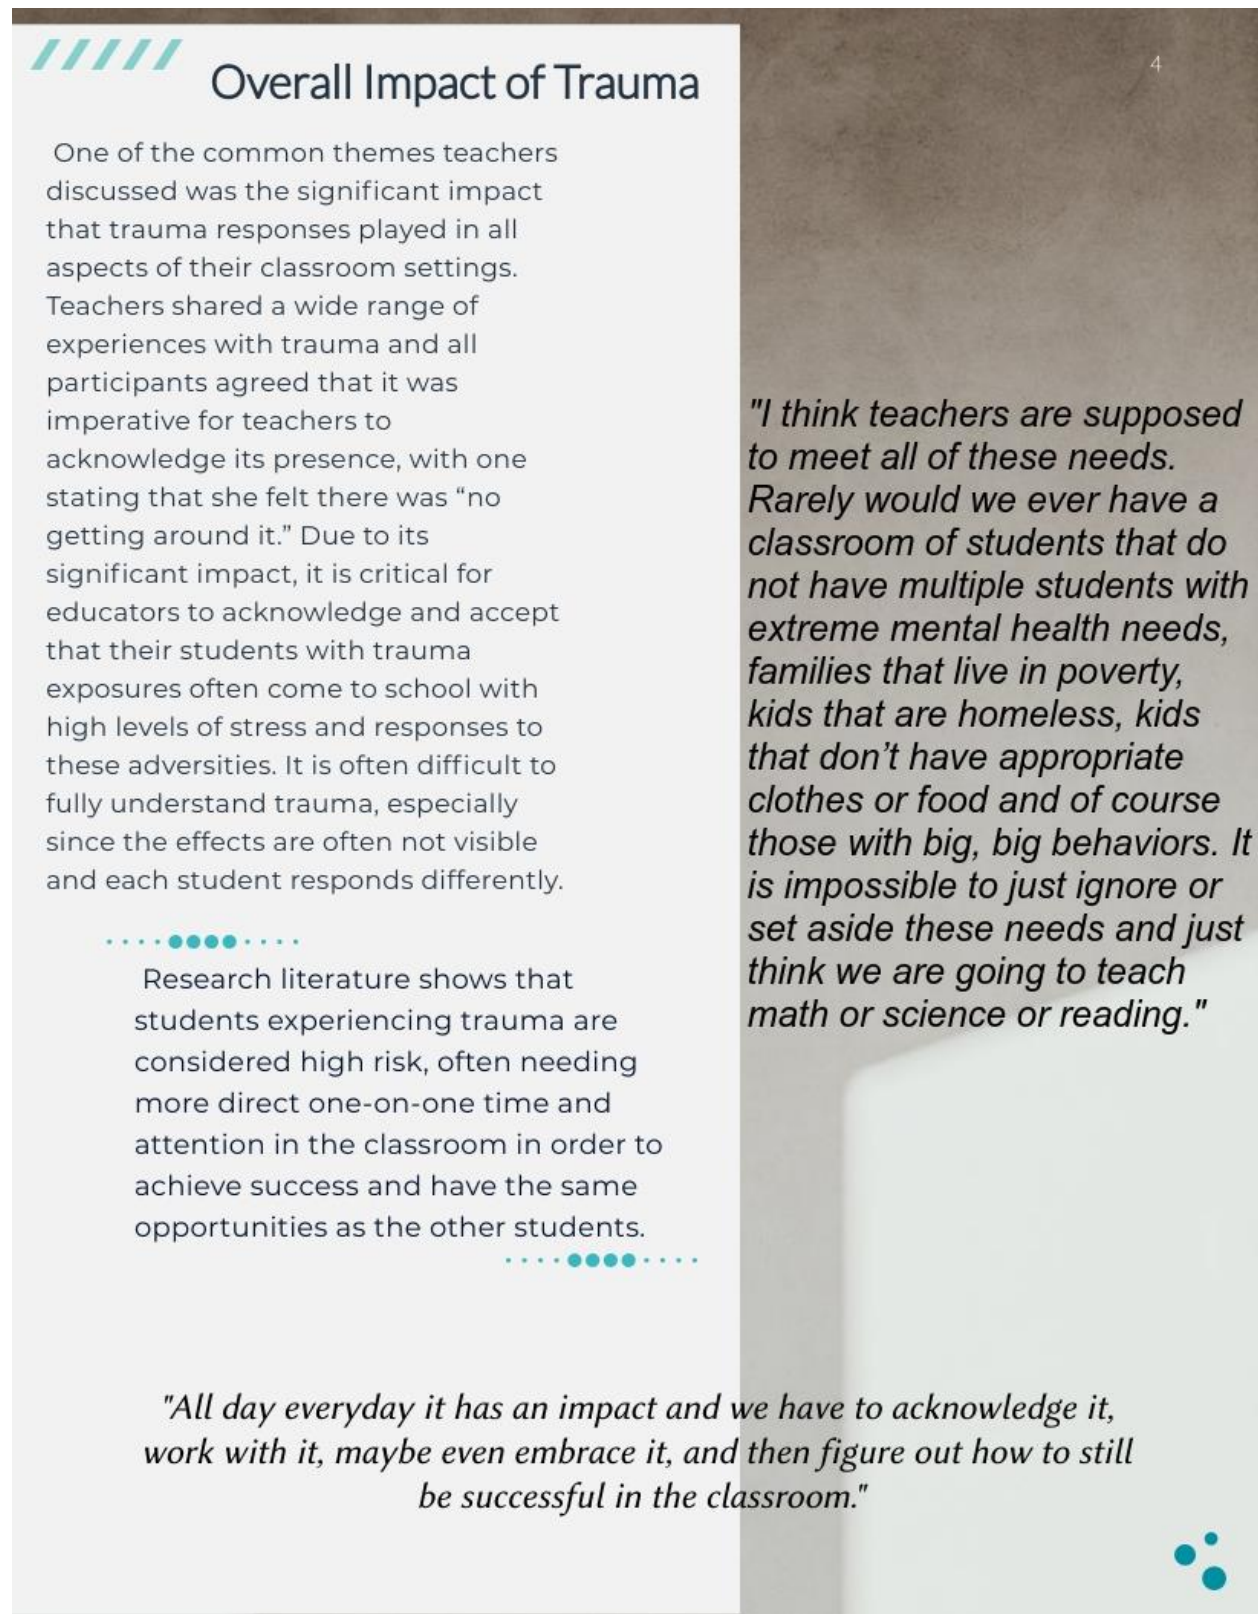 4
Overall Impact of Trauma
One of the common themes teachers
discussed was the significant impact
that trauma responses played in all
aspects of their classroom settings.
Teachers shared a wide range of
experiences with trauma and all
participants agreed that it was
imperative for teachers to
acknowledge its presence, with one
stating that she felt there was “no
getting around it.” Due to its
significant impact, it is critical for
educators to acknowledge and accept
that their students with trauma
exposures often come to school with
high levels of stress and responses to
these adversities. It is often difficult to
fully understand trauma, especially
since the effects are often not visible
and each student responds differently.
Research literature shows that
students experiencing trauma are
considered high risk, often needing
more direct one-on-one time and
attention in the classroom in order to
achieve success and have the same
opportunities as the other students.
"I think teachers are supposed
to meet all of these needs.
Rarely would we ever have a
classroom of students that do
not have multiple students with
extreme mental health needs,
families that live in poverty,
kids that are homeless, kids
that don’t have appropriate
clothes or food and of course
those with big, big behaviors. It
is impossible to just ignore or
set aside these needs and just
think we are going to teach
math or science or reading."
"All day everyday it has an impact and we have to acknowledge it,
work with it, maybe even embrace it, and then figure out how to still
be successful in the classroom."